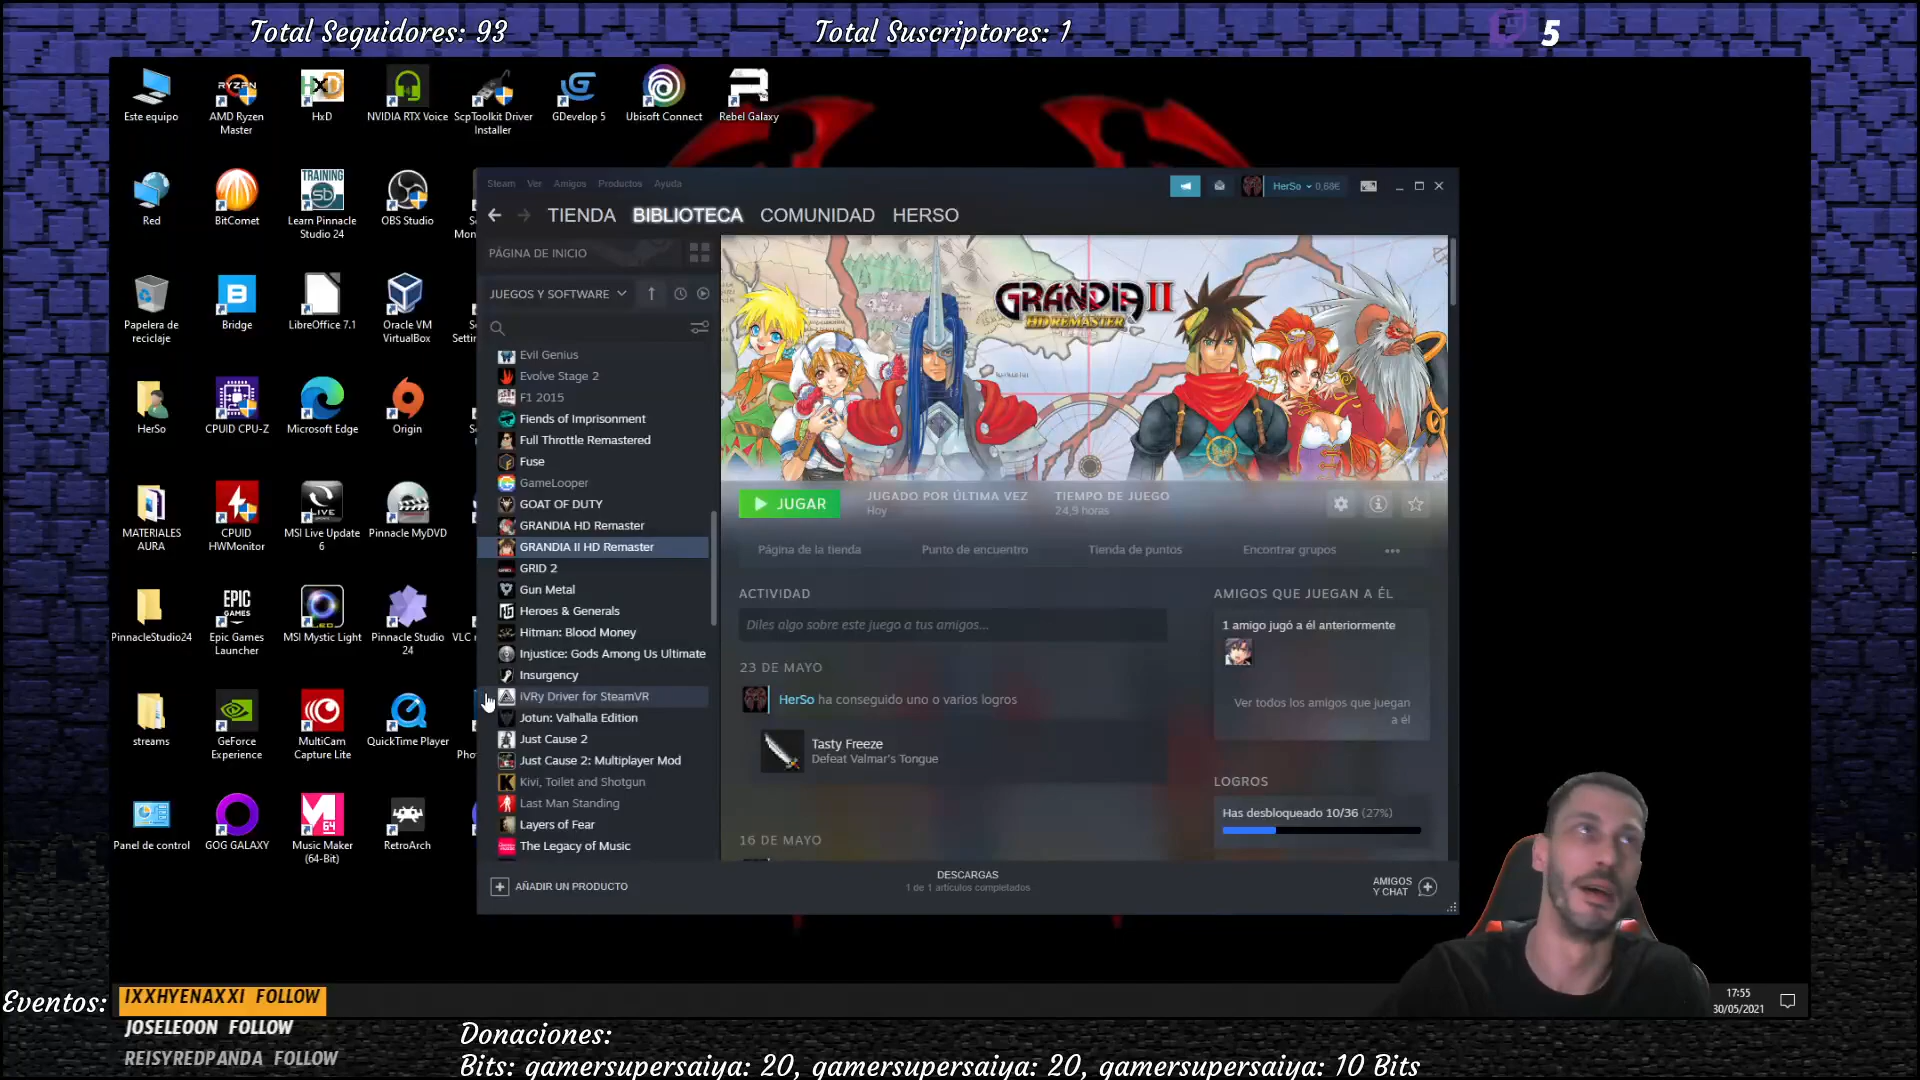 Total Seguidores: 93
Total Suscriptores: 1
5
Este equipo
AMD Ryzen
Master
HxD
NVIDIA RTX Voice
ScpToolkit Driver
Installer
GDevelop 5
Ubisoft Connect
Rebel Galaxy
Red
BitComet
Learn Pinnacle
Studio 24
OBS Studio
Papelera de
reciclaje
Bridge
LibreOffice 7.1
Oracle VM
VirtualBox
HerSo
CPUID CPU-Z
Microsoft Edge
Origin
MATERIALES
AURA
CPUID
HWMonitor
MSI Live Update
6
Pinnacle MyDVD
PinnacleStudio24
Epic Games
Launcher
MSI Mystic Light
Pinnacle Studio
24
VLC
streams
GeForce
Experience
MultiCam
Capture Lite
QuickTime Player
Panel de control
GOG GALAXY
Music Maker
(64-Bit)
RetroArch
Steam Ver Amigos Productos Ayuda
HerSo 0,66€
TIENDA BIBLIOTECA COMUNIDAD HERSO
PÁGINA DE INICIO
JUEGOS Y SOFTWARE
Evil Genius
Evolve Stage 2
F1 2015
Fiends of Imprisonment
Full Throttle Remastered
Fuse
GameLooper
GOAT OF DUTY
GRANDIA HD Remaster
GRANDIA II HD Remaster
GRID 2
Gun Metal
Heroes & Generals
Hitman: Blood Money
Injustice: Gods Among Us Ultimate
Insurgency
iVRy Driver for SteamVR
Jotun: Valhalla Edition
Just Cause 2
Just Cause 2: Multiplayer Mod
Kivi, Toilet and Shotgun
Last Man Standing
Layers of Fear
The Legacy of Music
GRANDIA II
HD REMASTER
JUGAR
JUGADO POR ÚLTIMA VEZ
Hoy
TIEMPO DE JUEGO
24,9 horas
Página de la tienda
Punto de encuentro
Tienda de puntos
Encontrar grupos
ACTIVIDAD
Diles algo sobre este juego a tus amigos...
23 DE MAYO
HerSo ha conseguido uno o varios logros
Tasty Freeze
Defeat Valmar's Tongue
16 DE MAYO
AMIGOS QUE JUEGAN A ÉL
1 amigo jugó a él anteriormente
Ver todos los amigos que juegan
a él
LOGROS
Has desbloqueado 10/36 (27%)
AÑADIR UN PRODUCTO
DESCARGAS
1 de 1 artículos completados
AMIGOS
Y CHAT
17:55
30/05/2021
Eventos:
IXXHYENAXXI FOLLOW
JOSELEOON FOLLOW
REISYREDPANDA FOLLOW
Donaciones:
Bits: gamersupersaiya: 20, gamersupersaiya: 20, gamersupersaiya: 10 Bits